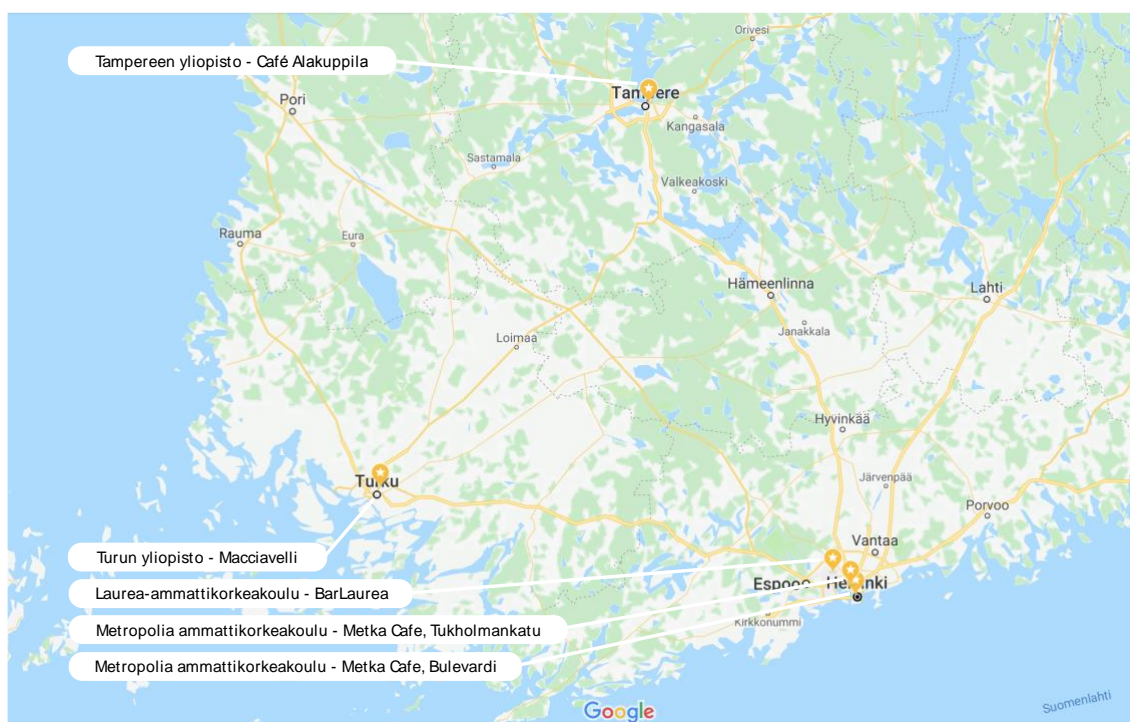 Orivesi
Tampereen yliopisto - Café Alakuppila
Tampere
Pori
Kangasala
Sastamala
Valkeakoski
Rauma
Eura
Hämeenlinna
Lahti
Janakkala
Loimaa
Hyvinkää
Järvenpää
Turku
Porvoo
Vantaa
Turun yliopisto - Macciavelli
Espoo
Helsinki
Laurea-ammattikorkeakoulu - BarLaurea
Kirkkonummi
Metropolia ammattikorkeakoulu - Metka Cafe, Tukholmankatu
Metropolia ammattikorkeakoulu - Metka Cafe, Bulevardi
Suomenlahti
Google